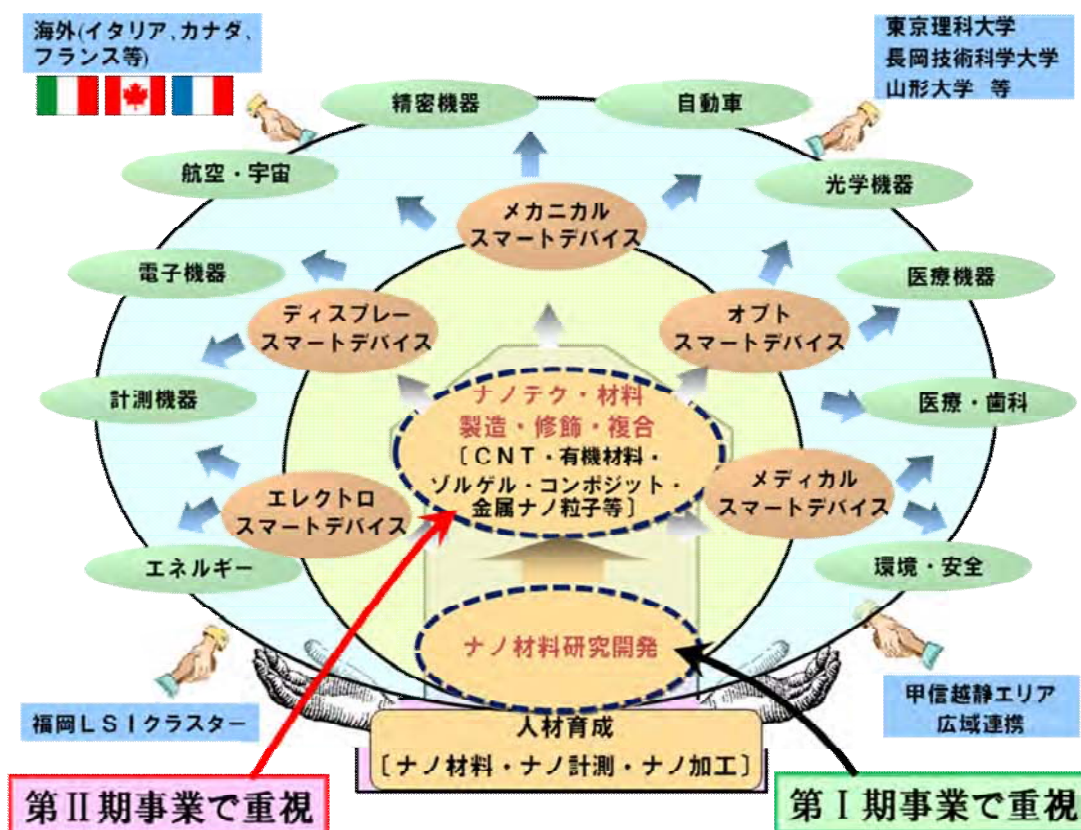 海外(イタリア、カナダ、
フランス等)
東京理科大学
長岡技術科学大学
山形大学 等
精密機器
自動車
航空・宇宙
光学機器
メカニカル
スマートデバイス
電子機器
医療機器
ディスプレー
スマートデバイス
オプト
スマートデバイス
計測機器
医療・歯科
ナノテク・材料
製造・修飾・複合
〔CNT・有機材料・
ゾルゲル・コンポジット・
金属ナノ粒子等〕
エレクトロ
スマートデバイス
メディカル
スマートデバイス
エネルギー
環境・安全
ナノ材料研究開発
福岡LSIクラスター
甲信越静エリア
広域連携
人材育成
〔ナノ材料・ナノ計測・ナノ加工〕
第Ⅱ期事業で重視
第Ⅰ期事業で重視